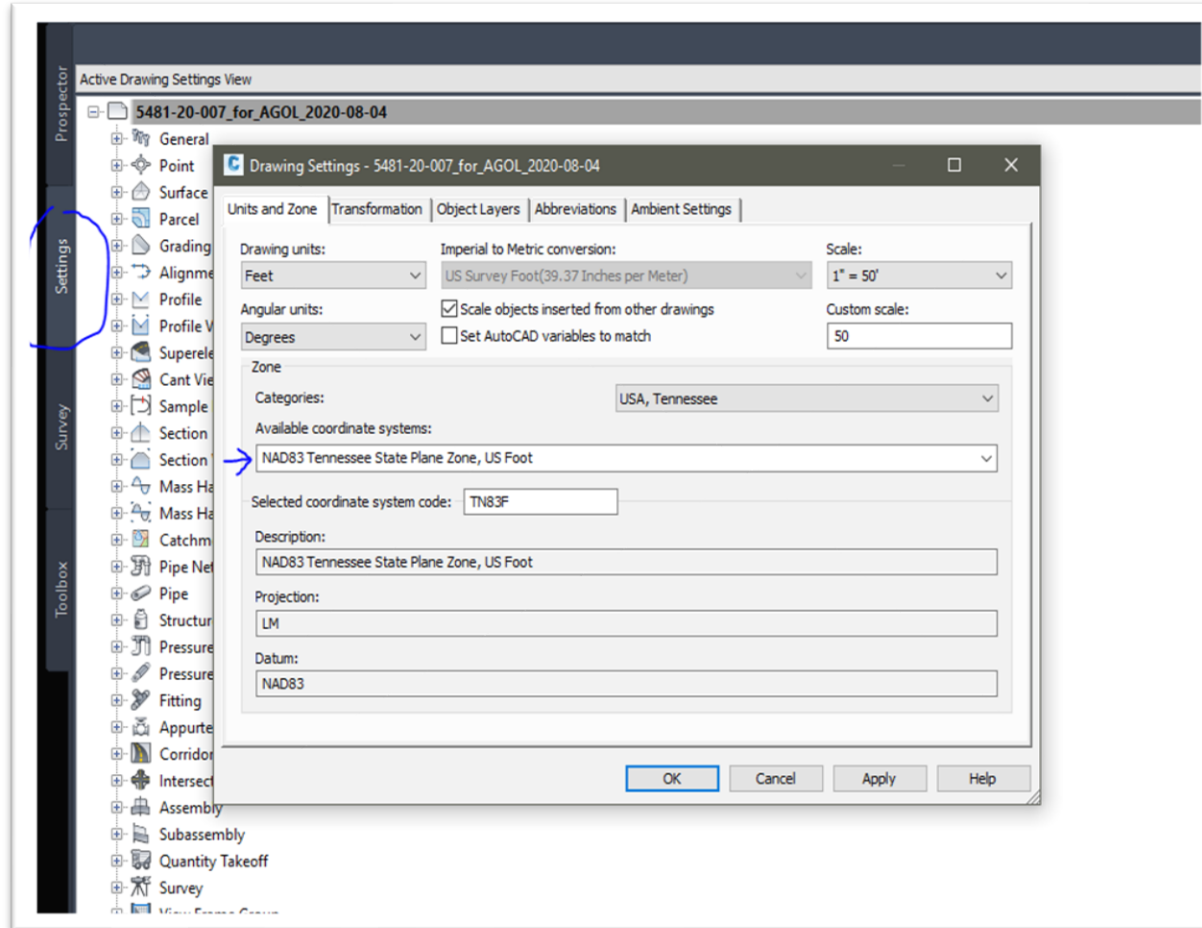 Active Drawing Settings View
Prospector
Settings
Survey
Toolbox
5481-20-007_for_AGOL_2020-08-04
General
Point
Surface
Parcel
Grading
Alignme
Profile
Profile V
Superele
Cant Vie
Sample
Section
Section
Mass Ha
Mass Ha
Catchm
Pipe Net
Pipe
Structur
Pressure
Pressure
Fitting
Appurte
Corridor
Intersect
Assembly
Subassembly
Quantity Takeoff
Survey
C Drawing Settings - 5481-20-007_for_AGOL_2020-08-04
Units and Zone Transformation Object Layers Abbreviations Ambient Settings
Drawing units: Imperial to Metric conversion: Scale:
Feet US Survey Foot(39.37 Inches per Meter) 1" = 50'
Angular units: Scale objects inserted from other drawings Custom scale:
Degrees Set AutoCAD variables to match 50
Zone
Categories: USA, Tennessee
Available coordinate systems:
NAD83 Tennessee State Plane Zone, US Foot
Selected coordinate system code: TN83F
Description:
NAD83 Tennessee State Plane Zone, US Foot
Projection:
LM
Datum:
NAD83
OK Cancel Apply Help